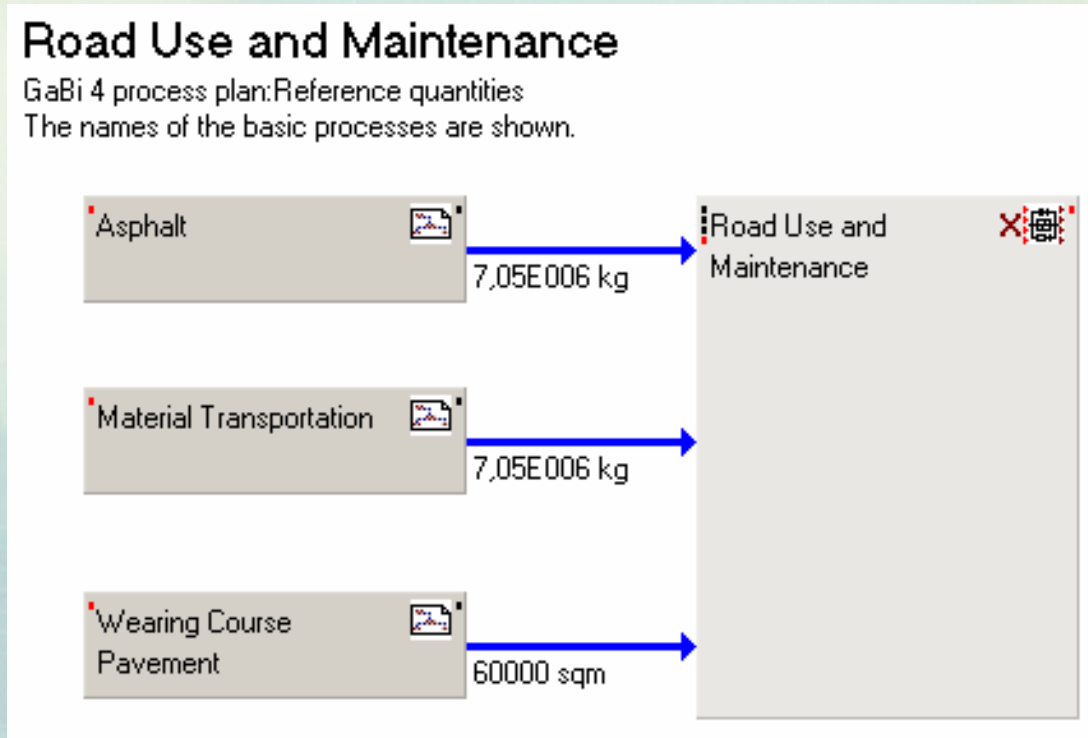 Road Use and Maintenance
GaBi 4 process plan:Reference quantities
The names of the basic processes are shown.
Asphalt
7,05E006 kg
Road Use and
Maintenance
Material Transportation
7,05E006 kg
Wearing Course
Pavement
60000 sqm